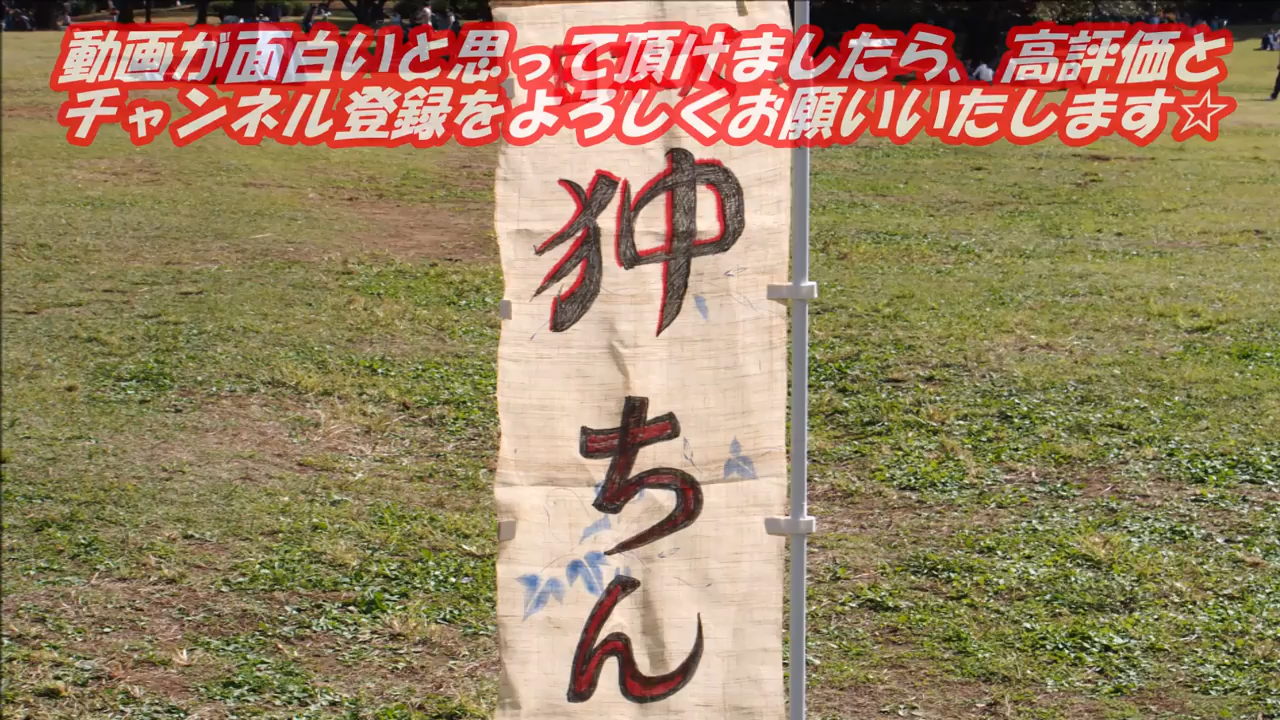 動画が面白いと思って頂けましたら、高評価と
チャンネル登録をよろしくお願いいたします☆
狆ちん